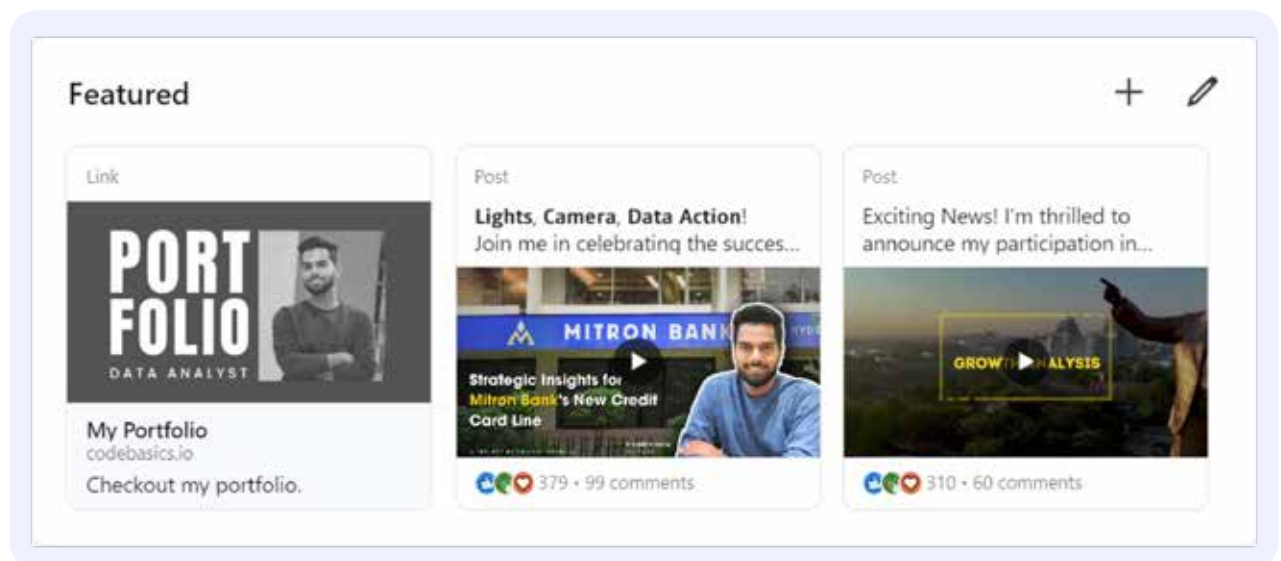 Featured
Link
PORT
FOLIO
DATA ANALYST
My Portfolio
codebasics.io
Checkout my portfolio.
Post
Lights, Camera, Data Action!
Join me in celebrating the succes...
MITRON BANK
Strategic Insights for
Mitron Bank's New Credit
Card Line
379 • 99 comments
Post
Exciting News! I'm thrilled to
announce my participation in...
310 • 60 comments